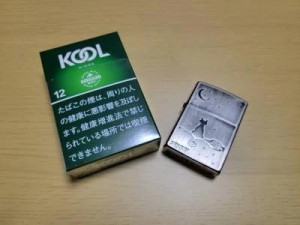 KOOL
12
たばこの煙は、周りの人
の健康に悪影響を及ぼし
ます。健康増進法で禁じ
られている場所では喫煙
できません。